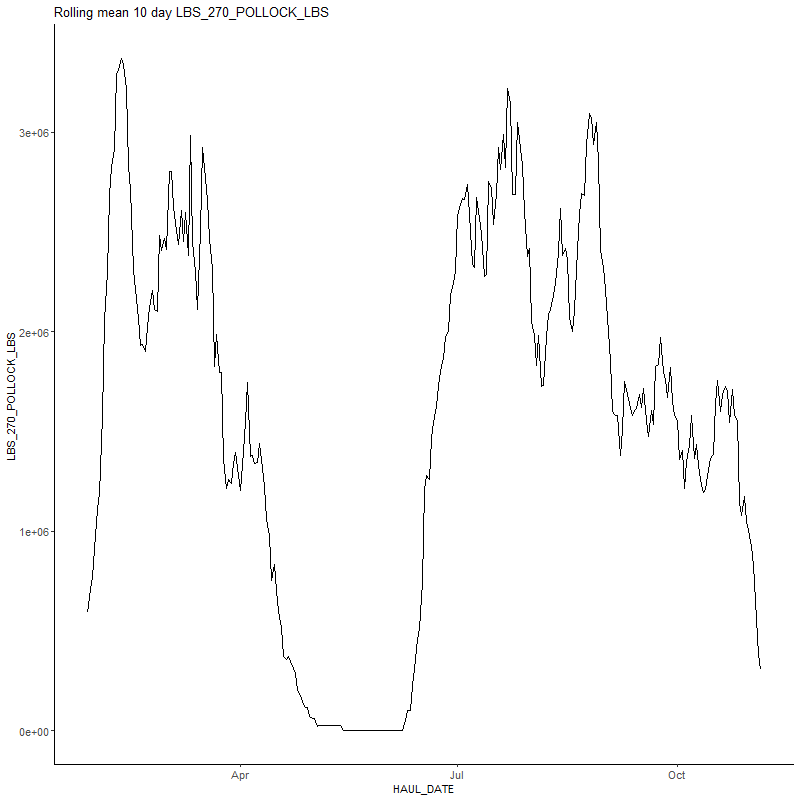 Rolling mean 10 day LBS_270_POLLOCK_LBS
3e+06
2e+06
1e+06
0e+00
LBS_270_POLLOCK_LBS
Apr
Jul
Oct
HAUL_DATE